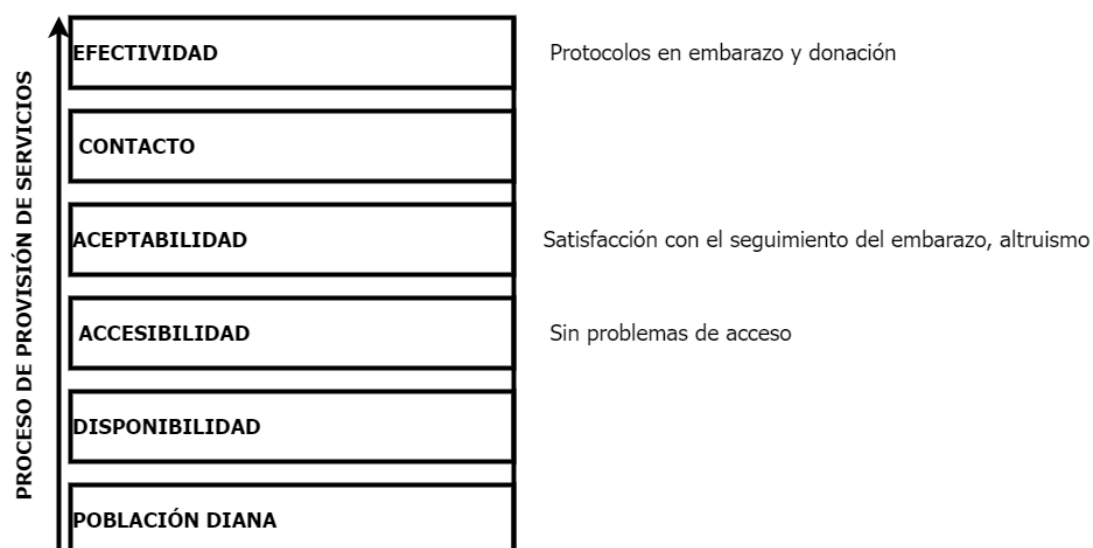 PROCESO DE PROVISIÓN DE SERVICIOS
EFECTIVIDAD
Protocolos en embarazo y donación
CONTACTO
ACEPTABILIDAD
Satisfacción con el seguimiento del embarazo, altruismo
ACCESIBILIDAD
Sin problemas de acceso
DISPONIBILIDAD
POBLACIÓN DIANA